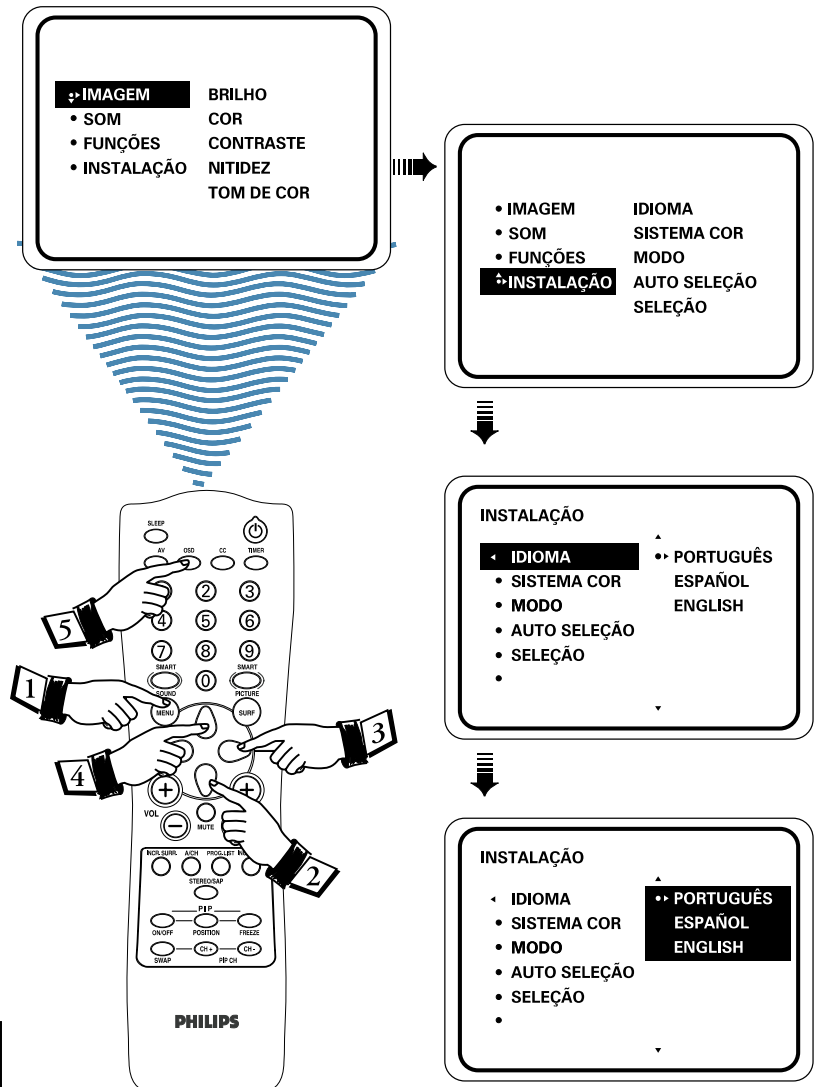 IMAGEM BRILHO
• SOM COR
• FUNÇÕES CONTRASTE
• INSTALAÇÃO NITIDEZ
TOM DE COR
• IMAGEM IDIOMA
• SOM SISTEMA COR
• FUNÇÕES MODO
INSTALAÇÃO AUTO SELEÇÃO
SELEÇÃO
INSTALAÇÃO
IDIOMA PORTUGUÊS
• SISTEMA COR ESPAÑOL
• MODO ENGLISH
• AUTO SELEÇÃO
• SELEÇÃO
•
INSTALAÇÃO
IDIOMA PORTUGUÊS
• SISTEMA COR ESPAÑOL
• MODO ENGLISH
• AUTO SELEÇÃO
• SELEÇÃO
•
SLEEP
AV OSD CC TIMER
2 3
4 5 6
5
7 8 9
SMART SMART
0
SOUND PICTURE
1
MENU SURF
3
4
+ +
VOL
−
MUTE
2
INCR. SURR. A/CH PROG.LIST
STEREO/SAP
PIP
ON/OFF POSITION FREEZE
CH + CH -
SWAP PIP CH
PHILIPS